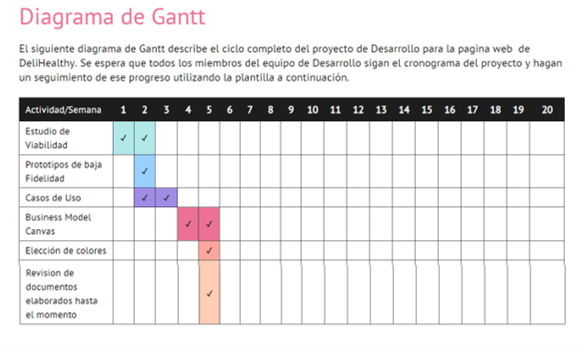 Diagrama de Gantt
El siguiente diagrama de Gantt describe el ciclo completo del proyecto de Desarrollo para la pagina web de
DeliHealthy. Se espera que todos los miembros del equipo de Desarrollo sigan el cronograma del proyecto y hagan
un seguimiento de ese progreso utilizando la plantilla a continuación.
Actividad/Semana 1 2 3 4 5 6 7 8 9 10 11 12 13 14 15 16 17 18 19 20
Estudio de
Viabilidad ✓ ✓
Prototipos de baja
Fidelidad ✓
Casos de Uso ✓ ✓
Business Model
Canvas ✓ ✓
Elección de colores ✓
Revision de
documentos
elaborados hasta
el momento ✓